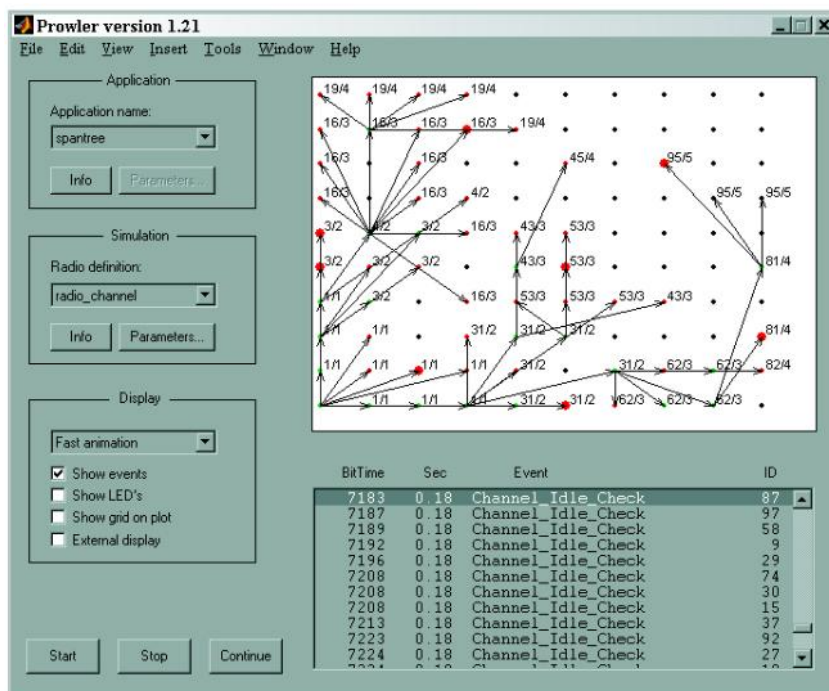 Prowler version 1.21
File Edit View Insert Tools Window Help
Application
Application name:
spantree
Info Parameters...
Simulation
Radio definition:
radio_channel
Info Parameters...
Display
Fast animation
Show events
Show LED's
Show grid on plot
External display
Start Stop Continue
19/4 19/4 19/4 19/4
16/3 16/3 16/3 16/3 19/4
16/3 16/3 45/4 95/5
16/3 16/3 4/2 95/5 95/5
3/2 4/2 3/2 16/3 43/3 53/3
3/2 3/2 3/2 43/3 53/3 81/4
1/1 3/2 16/3 53/3 53/3 53/3 43/3
1/1 1/1 31/2 31/2 31/2 81/4
1/1 1/1 1/1 1/1 31/2 31/2 62/3 62/3 82/4
1/1 1/1 1/1 31/2 31/2 62/3 62/3 62/3
BitTime Sec Event ID
7183 0.18 Channel_Idle_Check 87
7187 0.18 Channel_Idle_Check 97
7189 0.18 Channel_Idle_Check 58
7192 0.18 Channel_Idle_Check 9
7196 0.18 Channel_Idle_Check 29
7208 0.18 Channel_Idle_Check 74
7208 0.18 Channel_Idle_Check 30
7208 0.18 Channel_Idle_Check 15
7213 0.18 Channel_Idle_Check 37
7223 0.18 Channel_Idle_Check 92
7224 0.18 Channel_Idle_Check 27